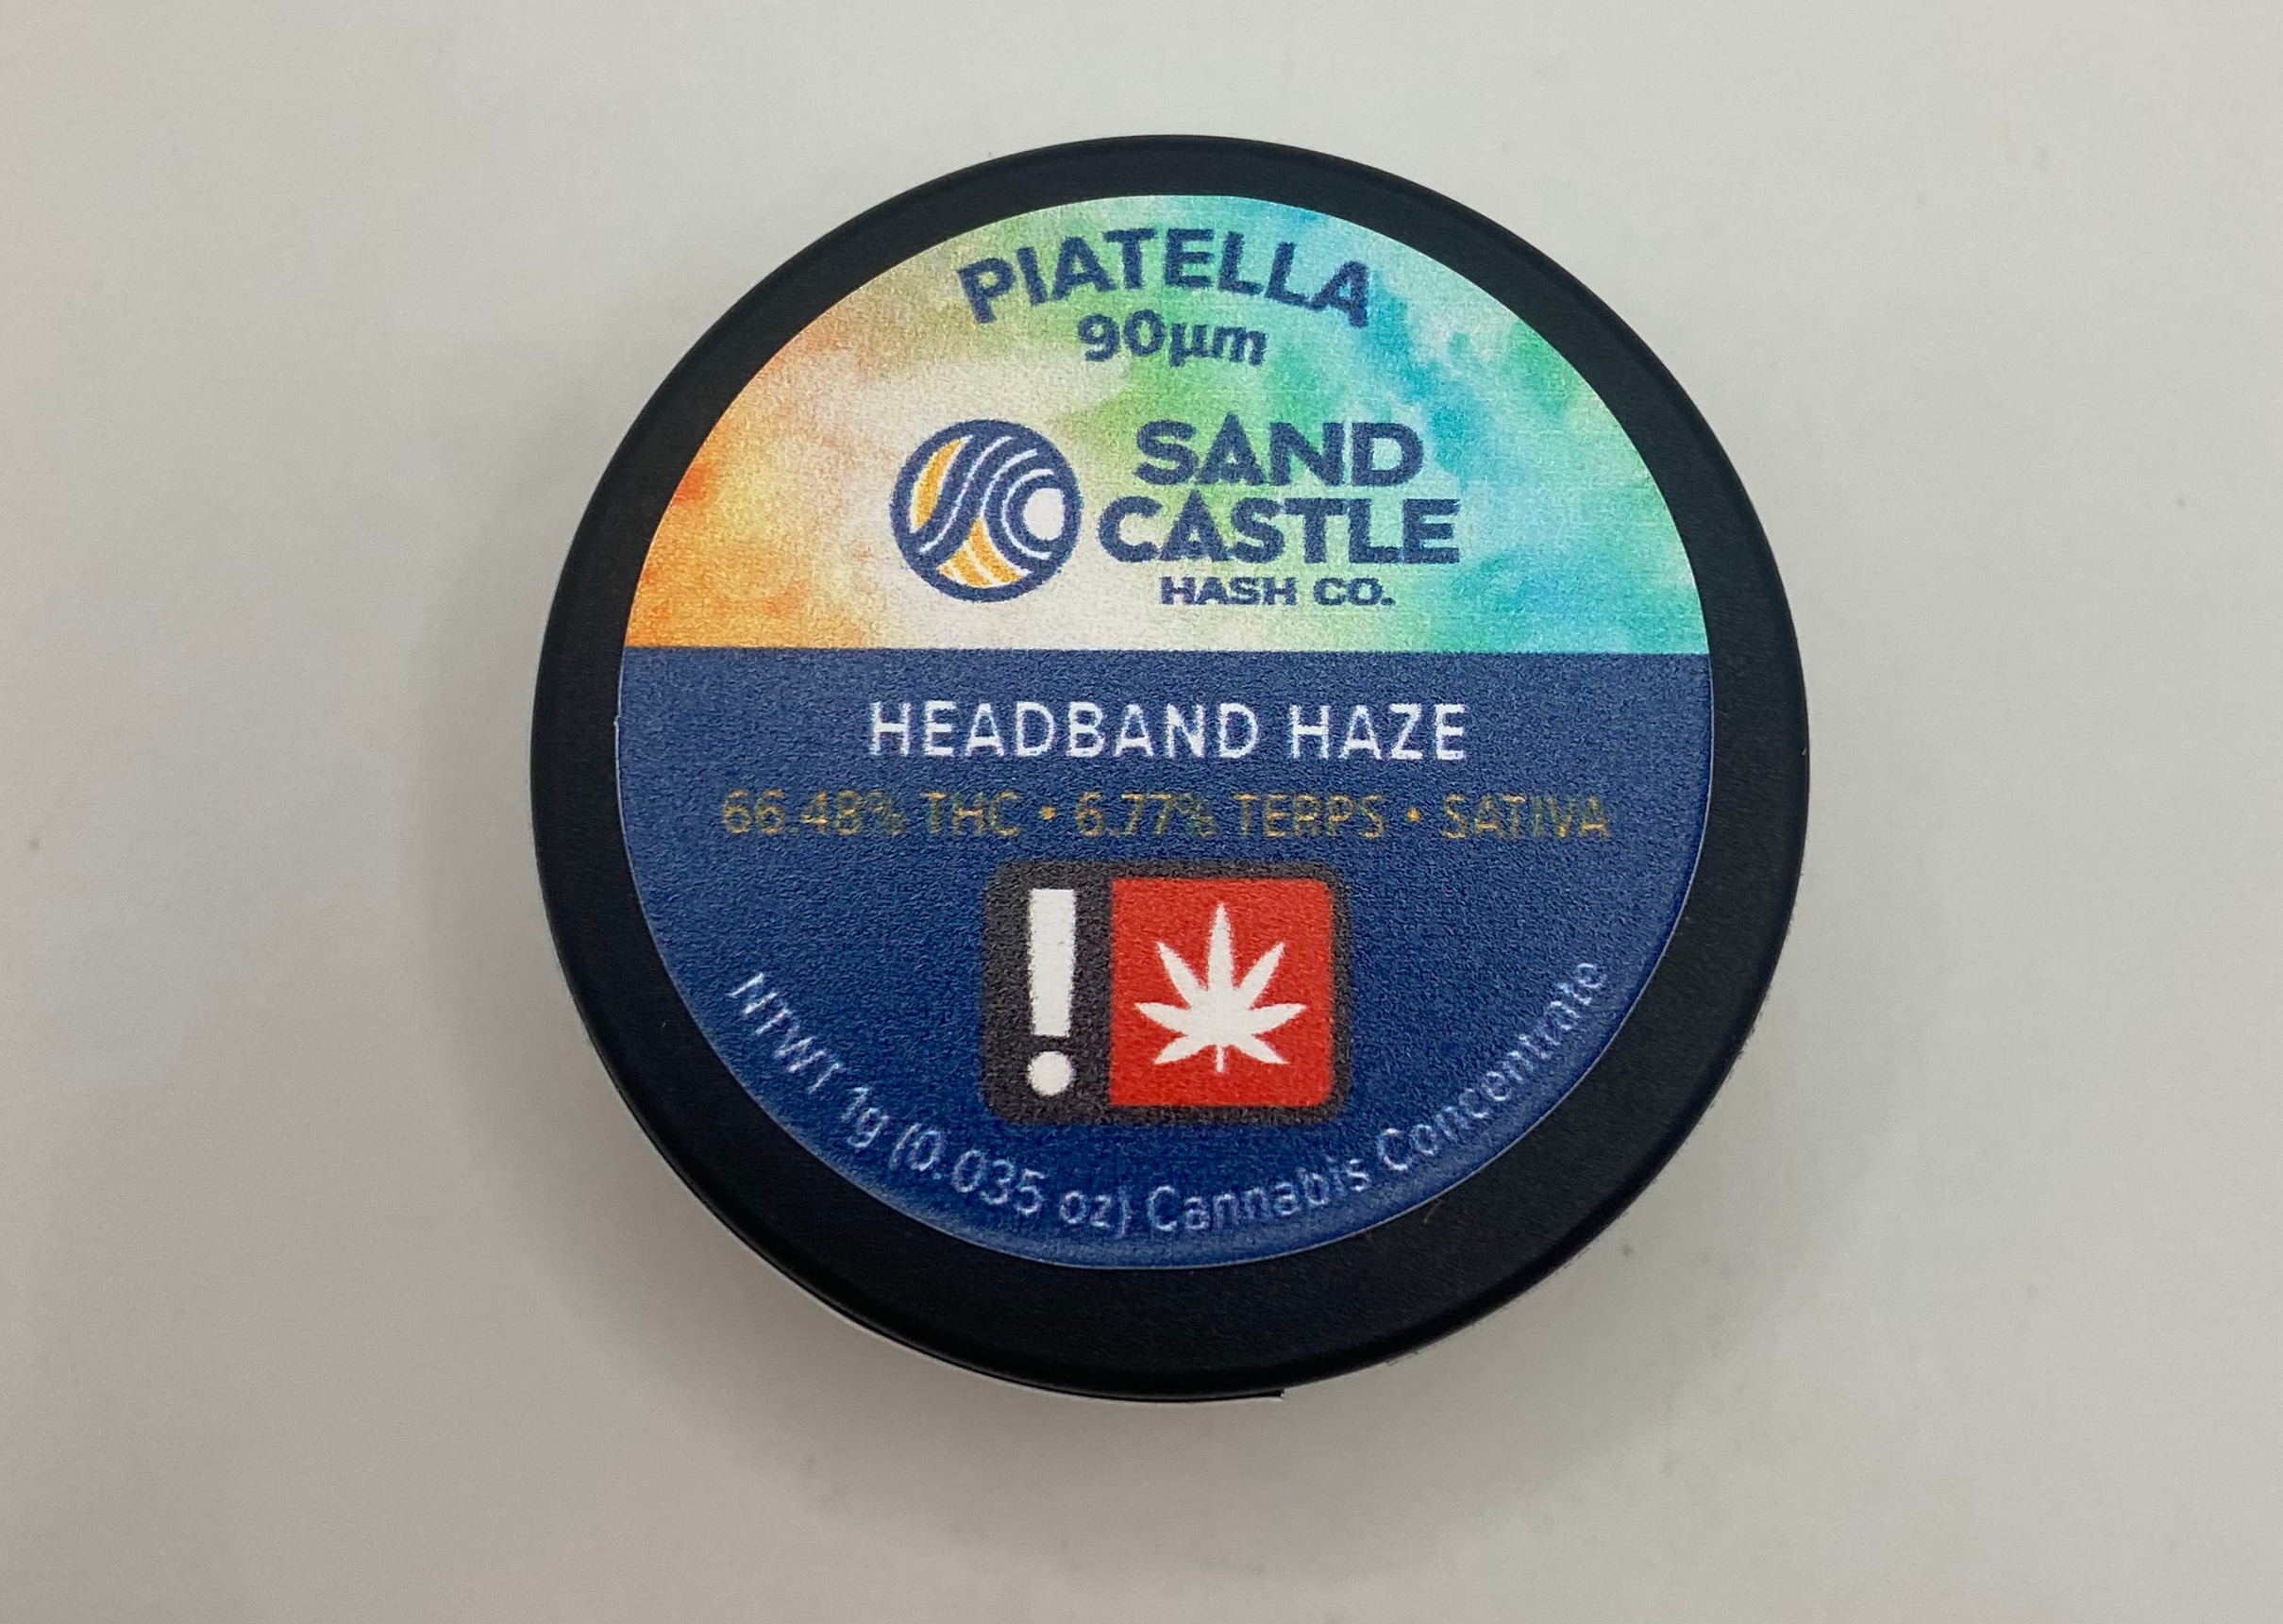 PIATELLA
90µm
SAND
CASTLE
HASH CO.
HEADBAND HAZE
66.48% THC • 6.77% TERPS • SATIVA
!
NTWT 1g (0.035 oz) Cannabis Concentrate